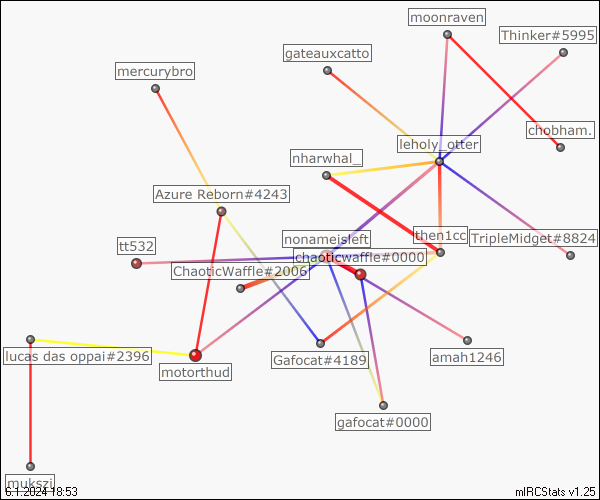 moonraven
Thinker#5995
gateauxcatto
mercurybro
chobham.
leholy_otter
nharwhal_
Azure Reborn#4243
then1cc
nonameisleft
TripleMidget#8824
tt532
chaoticwaffle#0000
ChaoticWaffle#2006
lucas das oppai#2396
Gafocat#4189
amah1246
motorthud
gafocat#0000
mukszi
6.1.2024 18:53
mIRCStats v1.25